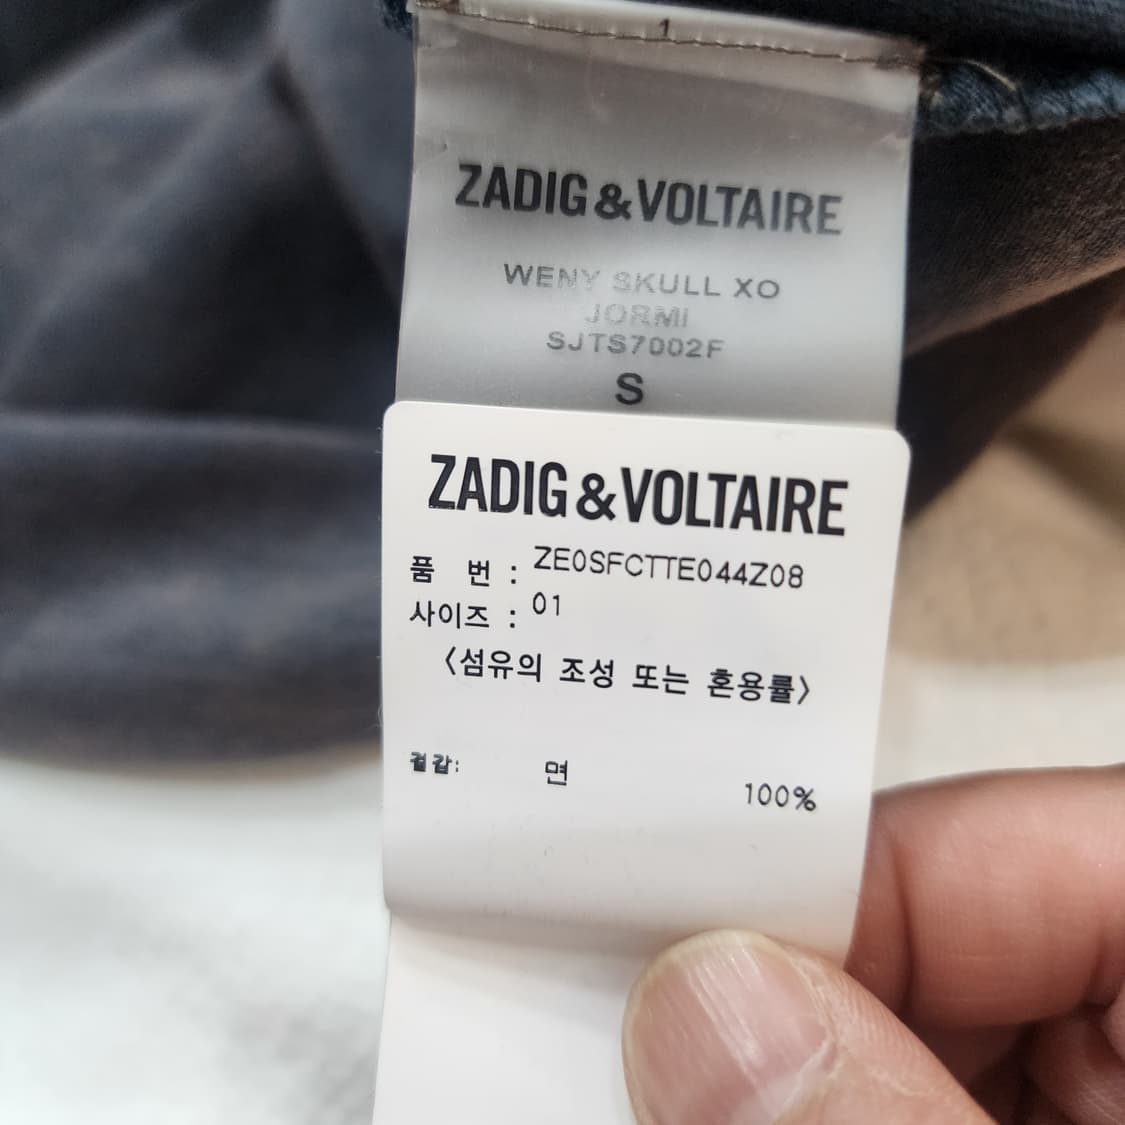 1
ZADIG & VOLTAIRE
WENY SKULL XO
JORMI
SJTS7002F
S
ZADIG & VOLTAIRE
품 번 : ZE0SFCTTE044Z08
사이즈 : 01
〈섬유의 조성 또는 혼용률〉
겉감: 면 100%